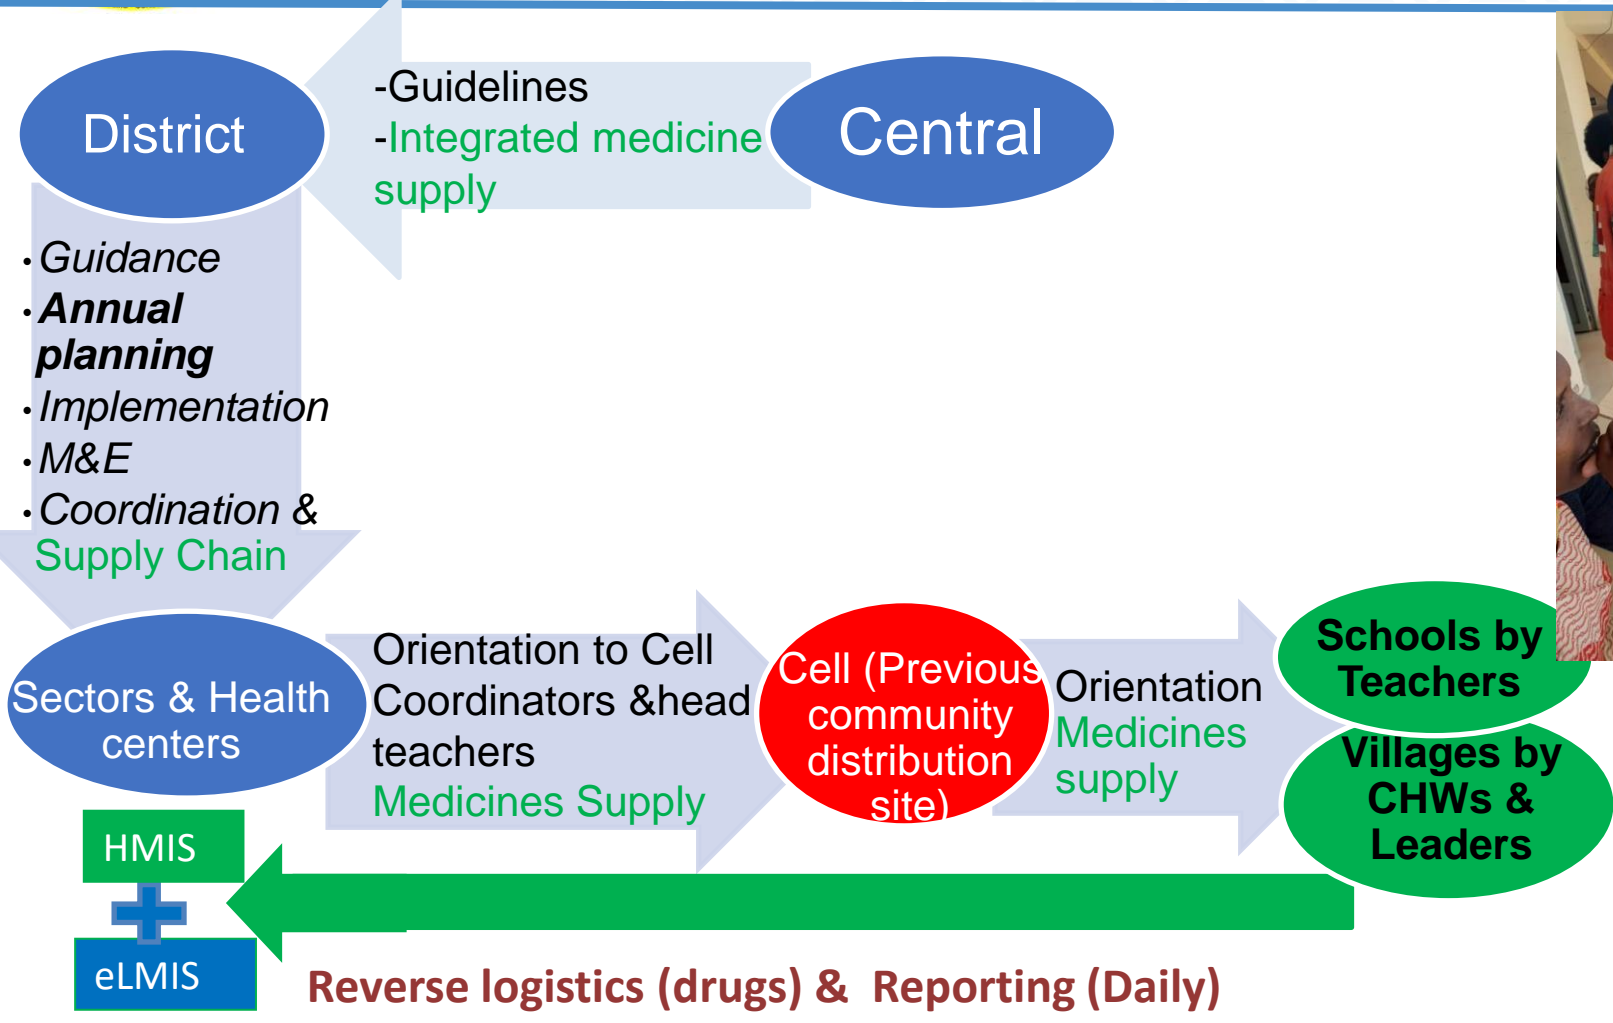 District
-Guidelines
-Integrated medicine
supply
Central
•Guidance
•Annual
planning
•Implementation
•M&E
•Coordination &
Supply Chain
Sectors & Health
centers
Orientation to Cell
Coordinators &head
teachers
Medicines Supply
Cell (Previous
community
distribution
site)
Orientation
Medicines
supply
Schools by
Teachers
Villages by
CHWs &
Leaders
HMIS
eLMIS
Reverse logistics (drugs) &  Reporting (Daily)